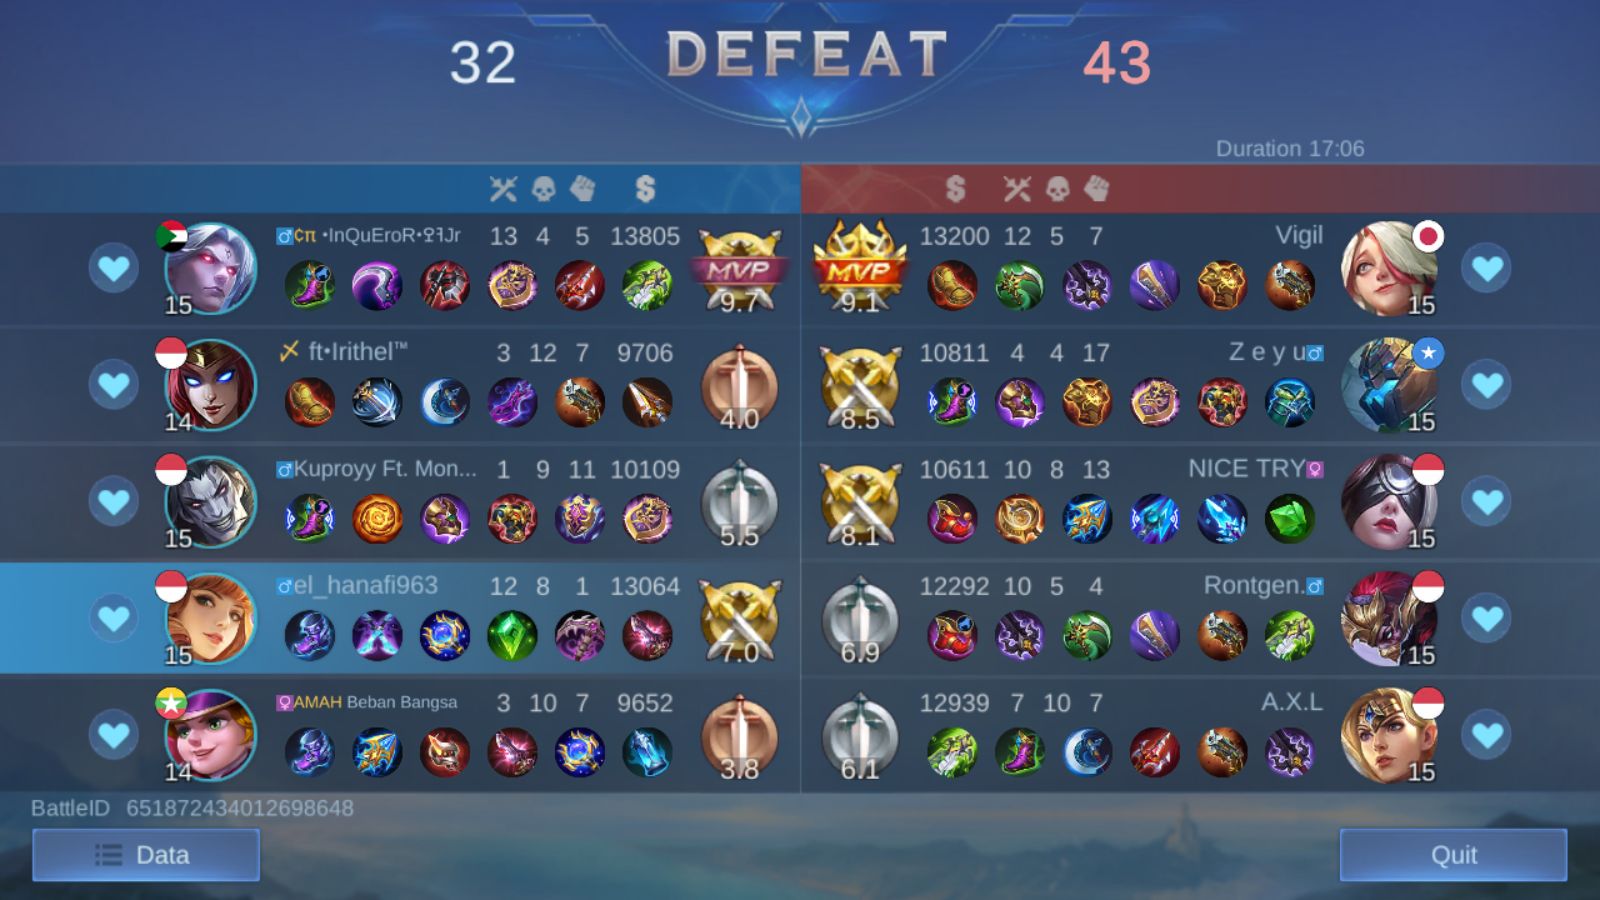 32 DEFEAT 43
Duration 17:06
¢π •InQuEroR•Jr 13 4 5 13805 MVP 9.7
15
MVP 9.1 13200 12 5 7 Vigil
15
ft•Irithel™ 3 12 7 9706 4.0
14
8.5 10811 4 4 17 Z e y u♂
15
♂Kuproyy Ft. Mon... 1 9 11 10109 5.5
15
8.1 10611 10 8 13 NICE TRY♀
15
♂el_hanafi963 12 8 1 13064 7.0
15
6.9 12292 10 5 4 Rontgen.♂
15
♀AMAH Beban Bangsa 3 10 7 9652 3.8
14
6.1 12939 7 10 7 A.X.L
15
BattleID 651872434012698648
Data
Quit